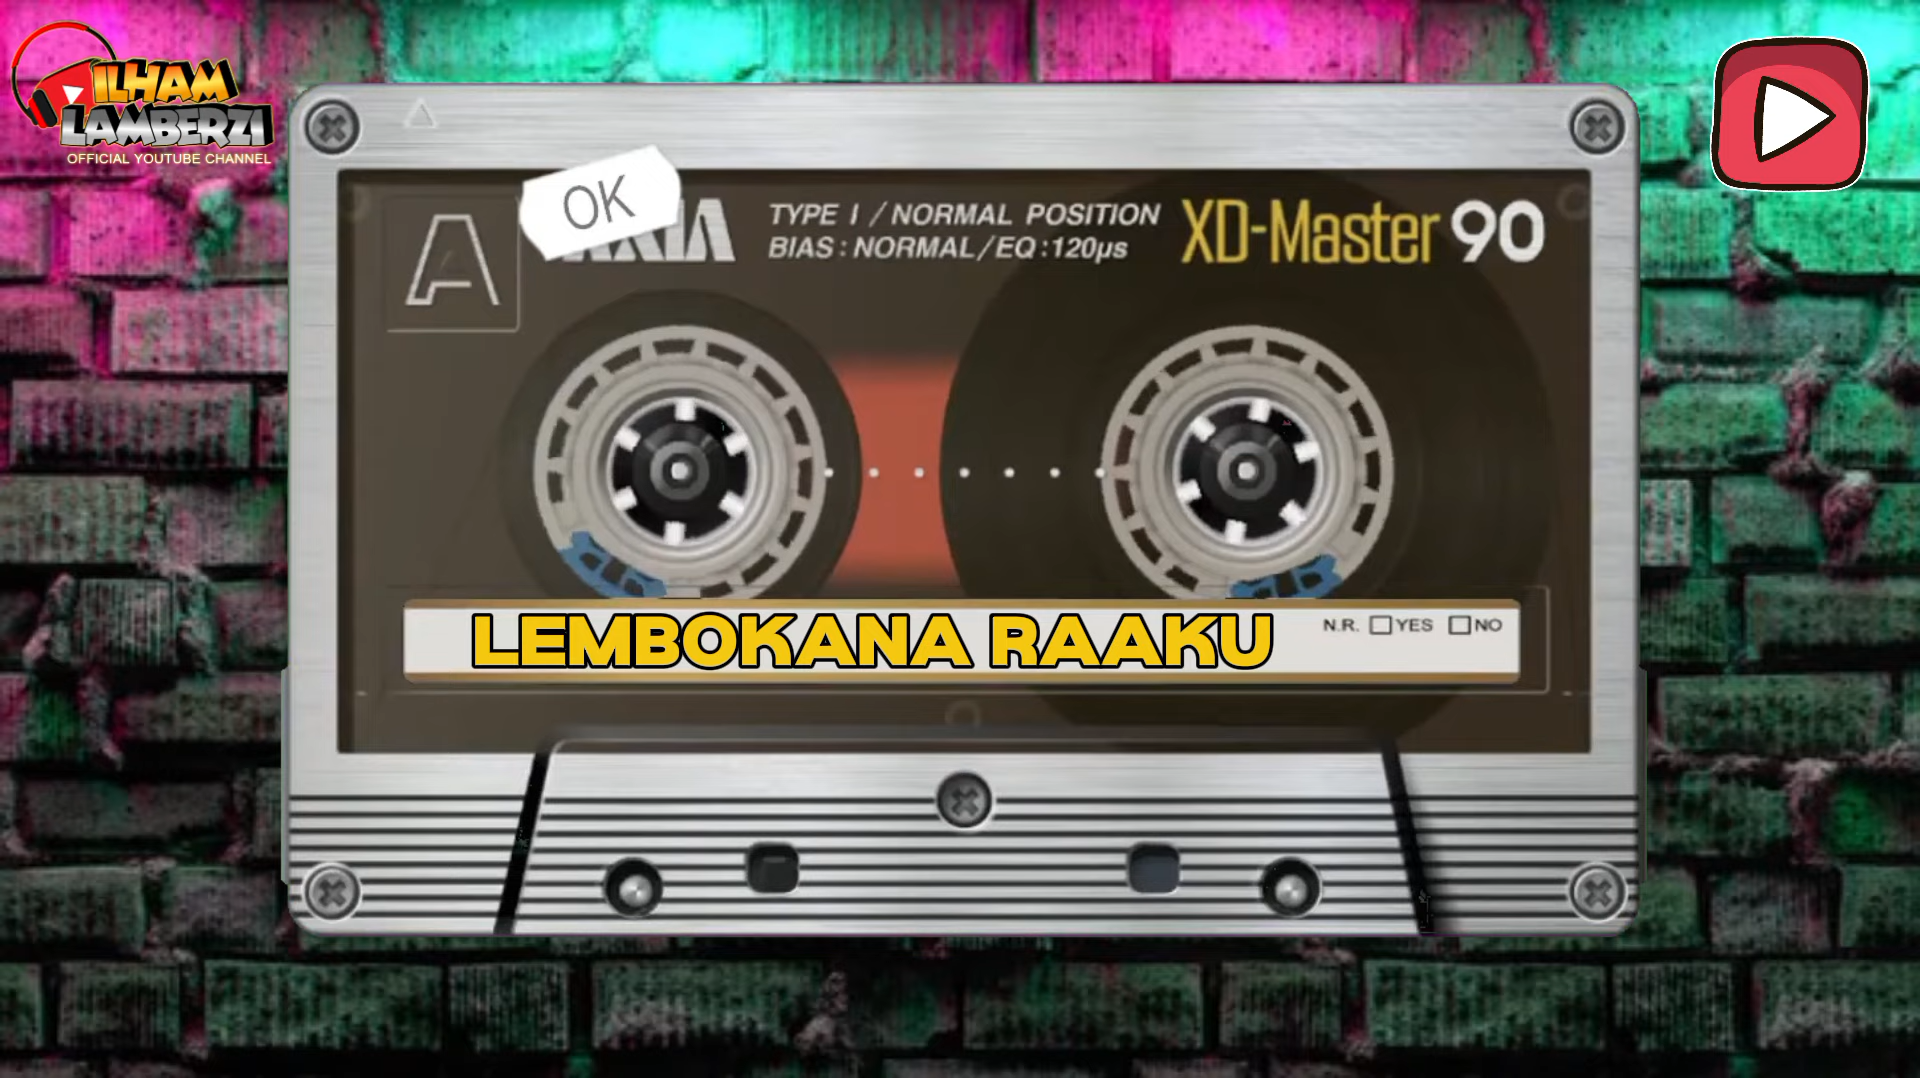 ILHAM
LAMBERZI
OFFICIAL YOUTUBE CHANNEL
OK
A
TYPE I / NORMAL POSITION
BIAS : NORMAL / EQ : 120µs
XD-Master 90
LEMBOKANA RAAKU
N.R. YES NO